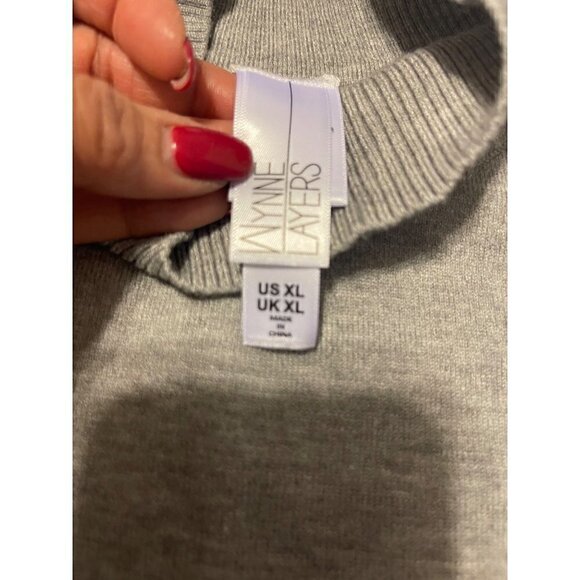 WYNNE
LAYERS
US XL
UK XL
MADE
IN
CHINA